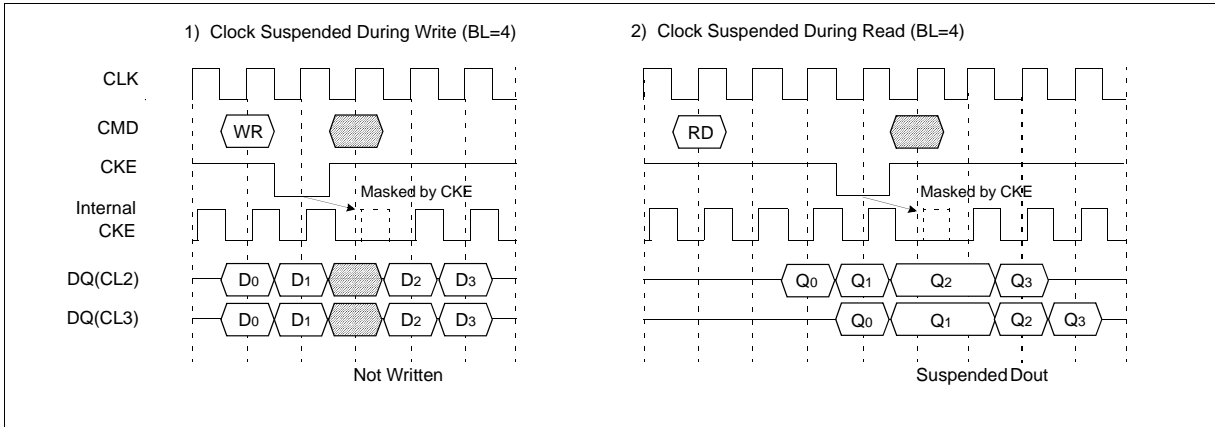 1) Clock Suspended During Write (BL=4)
2) Clock Suspended During Read (BL=4)
CLK
CMD
WR
RD
CKE
Masked by CKE
Masked by CKE
Internal
CKE
DQ(CL2)
D0 D1 D2 D3
Q0 Q1 Q2 Q3
DQ(CL3)
D0 D1 D2 D3
Q0 Q1 Q2 Q3
Not Written
Suspended Dout